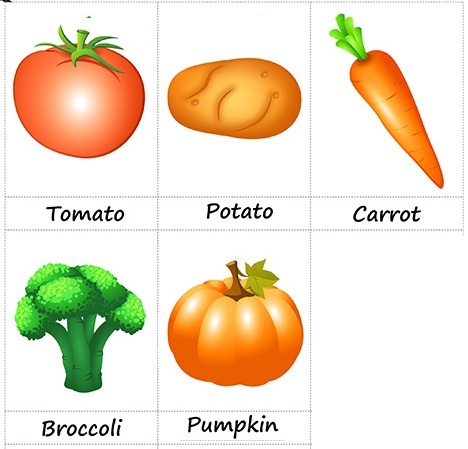 Tomato
Potato
Carrot
Broccoli
Pumpkin